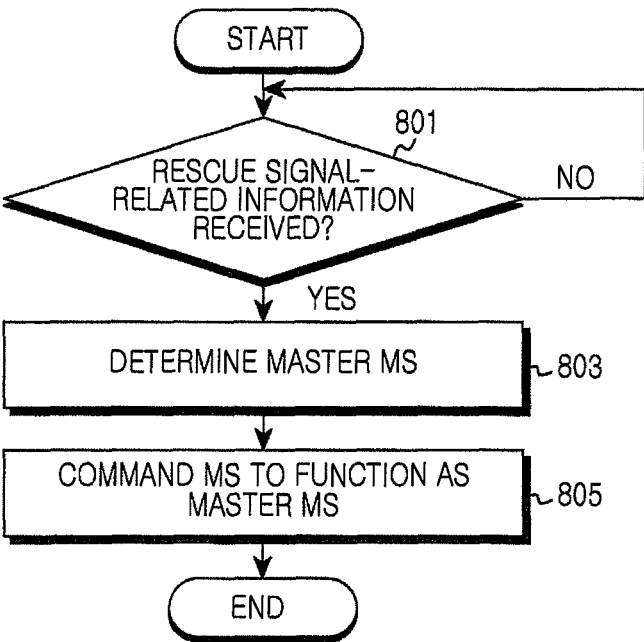 START
801
RESCUE SIGNAL-
RELATED INFORMATION
RECEIVED?
NO
YES
DETERMINE MASTER MS
803
COMMAND MS TO FUNCTION AS
MASTER MS
805
END